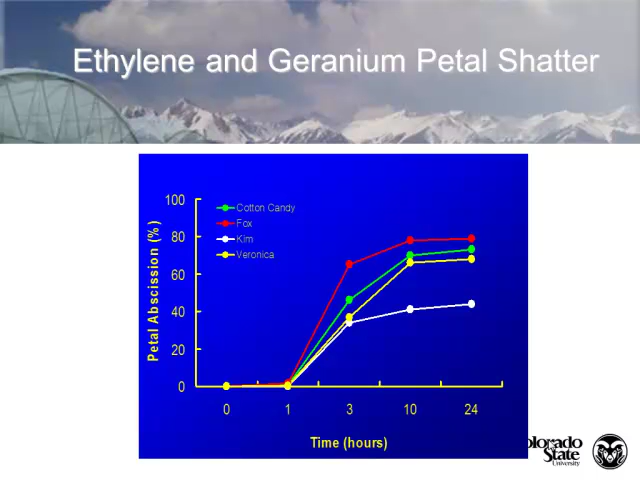 Ethylene and Geranium Petal Shatter
100
80
60
40
20
0
Petal Abscission (%)
Cotton Candy
Fox
Kim
Veronica
0 1 3 10 24
Time (hours)
State
University